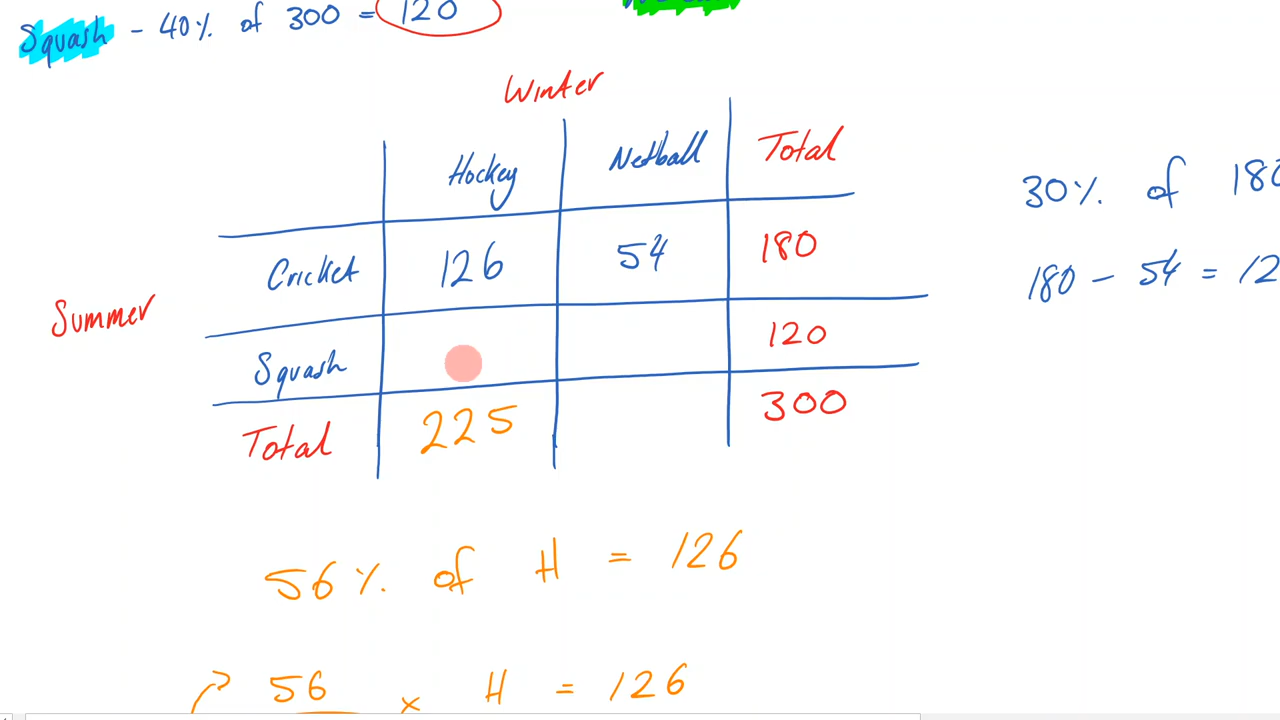 Squash - 40% of 300 = 120
Winter
Hockey Netball Total
Cricket 126 54 180
Summer
Squash 120
Total 225 300
30% of 180
180 - 54 = 12
56% of H = 126
56 x H = 126